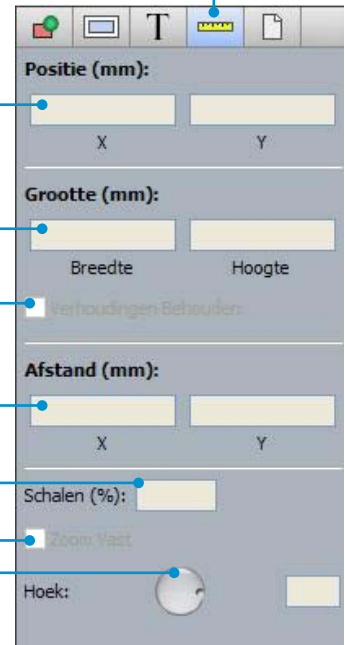 T
Positie (mm):
X Y
Grootte (mm):
Breedte Hoogte
Verhoudingen Behouden
Afstand (mm):
X Y
Schalen (%):
Zoom Vast
Hoek: